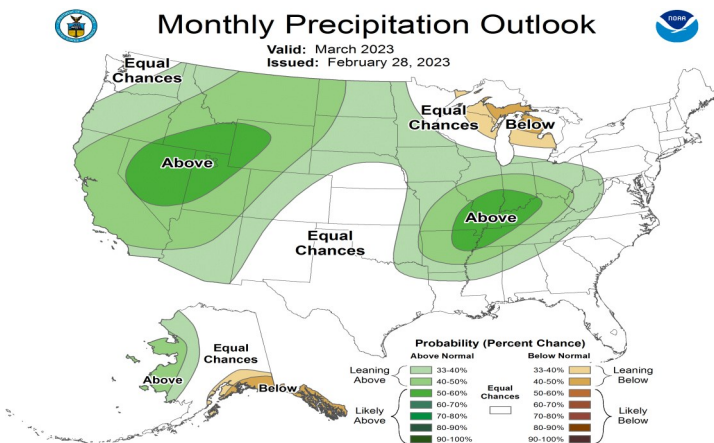 Monthly Precipitation Outlook
NOAA
Valid: March 2023
Issued: February 28, 2023
Equal
Chances
Above
Equal
Chances
Below
Above
Equal
Chances
Equal
Chances
Above
Below
Probability (Percent Chance)
Above Normal
Below Normal
Leaning
Above
33-40%
40-50%
Likely
Above
50-60%
60-70%
70-80%
80-90%
90-100%
Equal
Chances
33-40%
40-50%
Leaning
Below
50-60%
60-70%
70-80%
80-90%
90-100%
Likely
Below